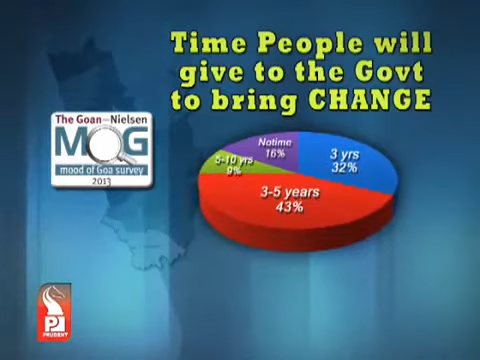 Time People will
give to the Govt
to bring CHANGE
The Goan—Nielsen
MOG
mood of Goa survey
2013
Notime
16%
5-10 yrs
9%
3 yrs
32%
3-5 years
43%
PRUDENT